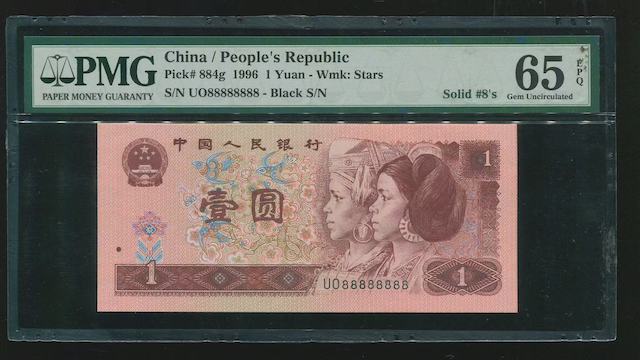 PMG
PAPER MONEY GUARANTY
China / People's Republic
Pick# 884g 1996 1 Yuan - Wmk: Stars
S/N UO88888888 - Black S/N
Solid #8's
65 EPQ
Gem Uncirculated
中国人民银行
1
壹圆
1
UO88888888
1